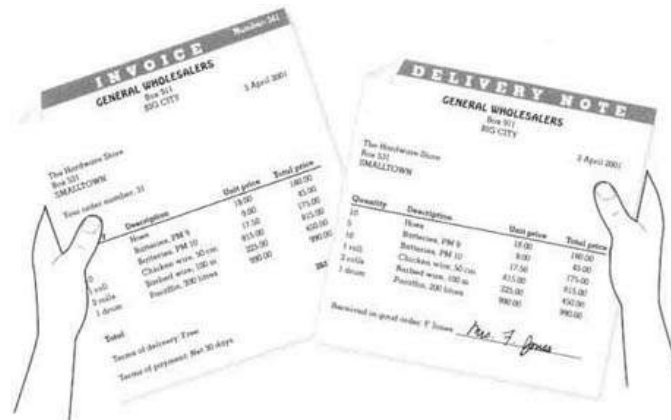 INVOICE Number: 341
GENERAL WHOLESALERS
Box 911
BIG CITY
3 April 2001
The Hardware Store
Box 531
SMALLTOWN
Your order number: 31
Description Unit price Total price
Hoes 18.00 180.00
Batteries, PM 9 9.00 45.00
Batteries, PM 10 17.50 175.00
1 roll Chicken wire, 50 cm 815.00 815.00
2 rolls Barbed wire, 100 m 225.00 450.00
1 drum Paraffin, 200 litres 990.00 990.00
Total
Terms of delivery: Free
Terms of payment: Net 30 days
DELIVERY NOTE
GENERAL WHOLESALERS
Box 911
BIG CITY
3 April 2001
The Hardware Store
Box 531
SMALLTOWN
Quantity Description Unit price Total price
10 Hoes 18.00 180.00
5 Batteries, PM 9 9.00 45.00
10 Batteries, PM 10 17.50 175.00
1 roll Chicken wire, 50 cm 815.00 815.00
2 rolls Barbed wire, 100 m 225.00 450.00
1 drum Paraffin, 200 litres 990.00 990.00
Received in good order: F Jones Mrs. F. Jones